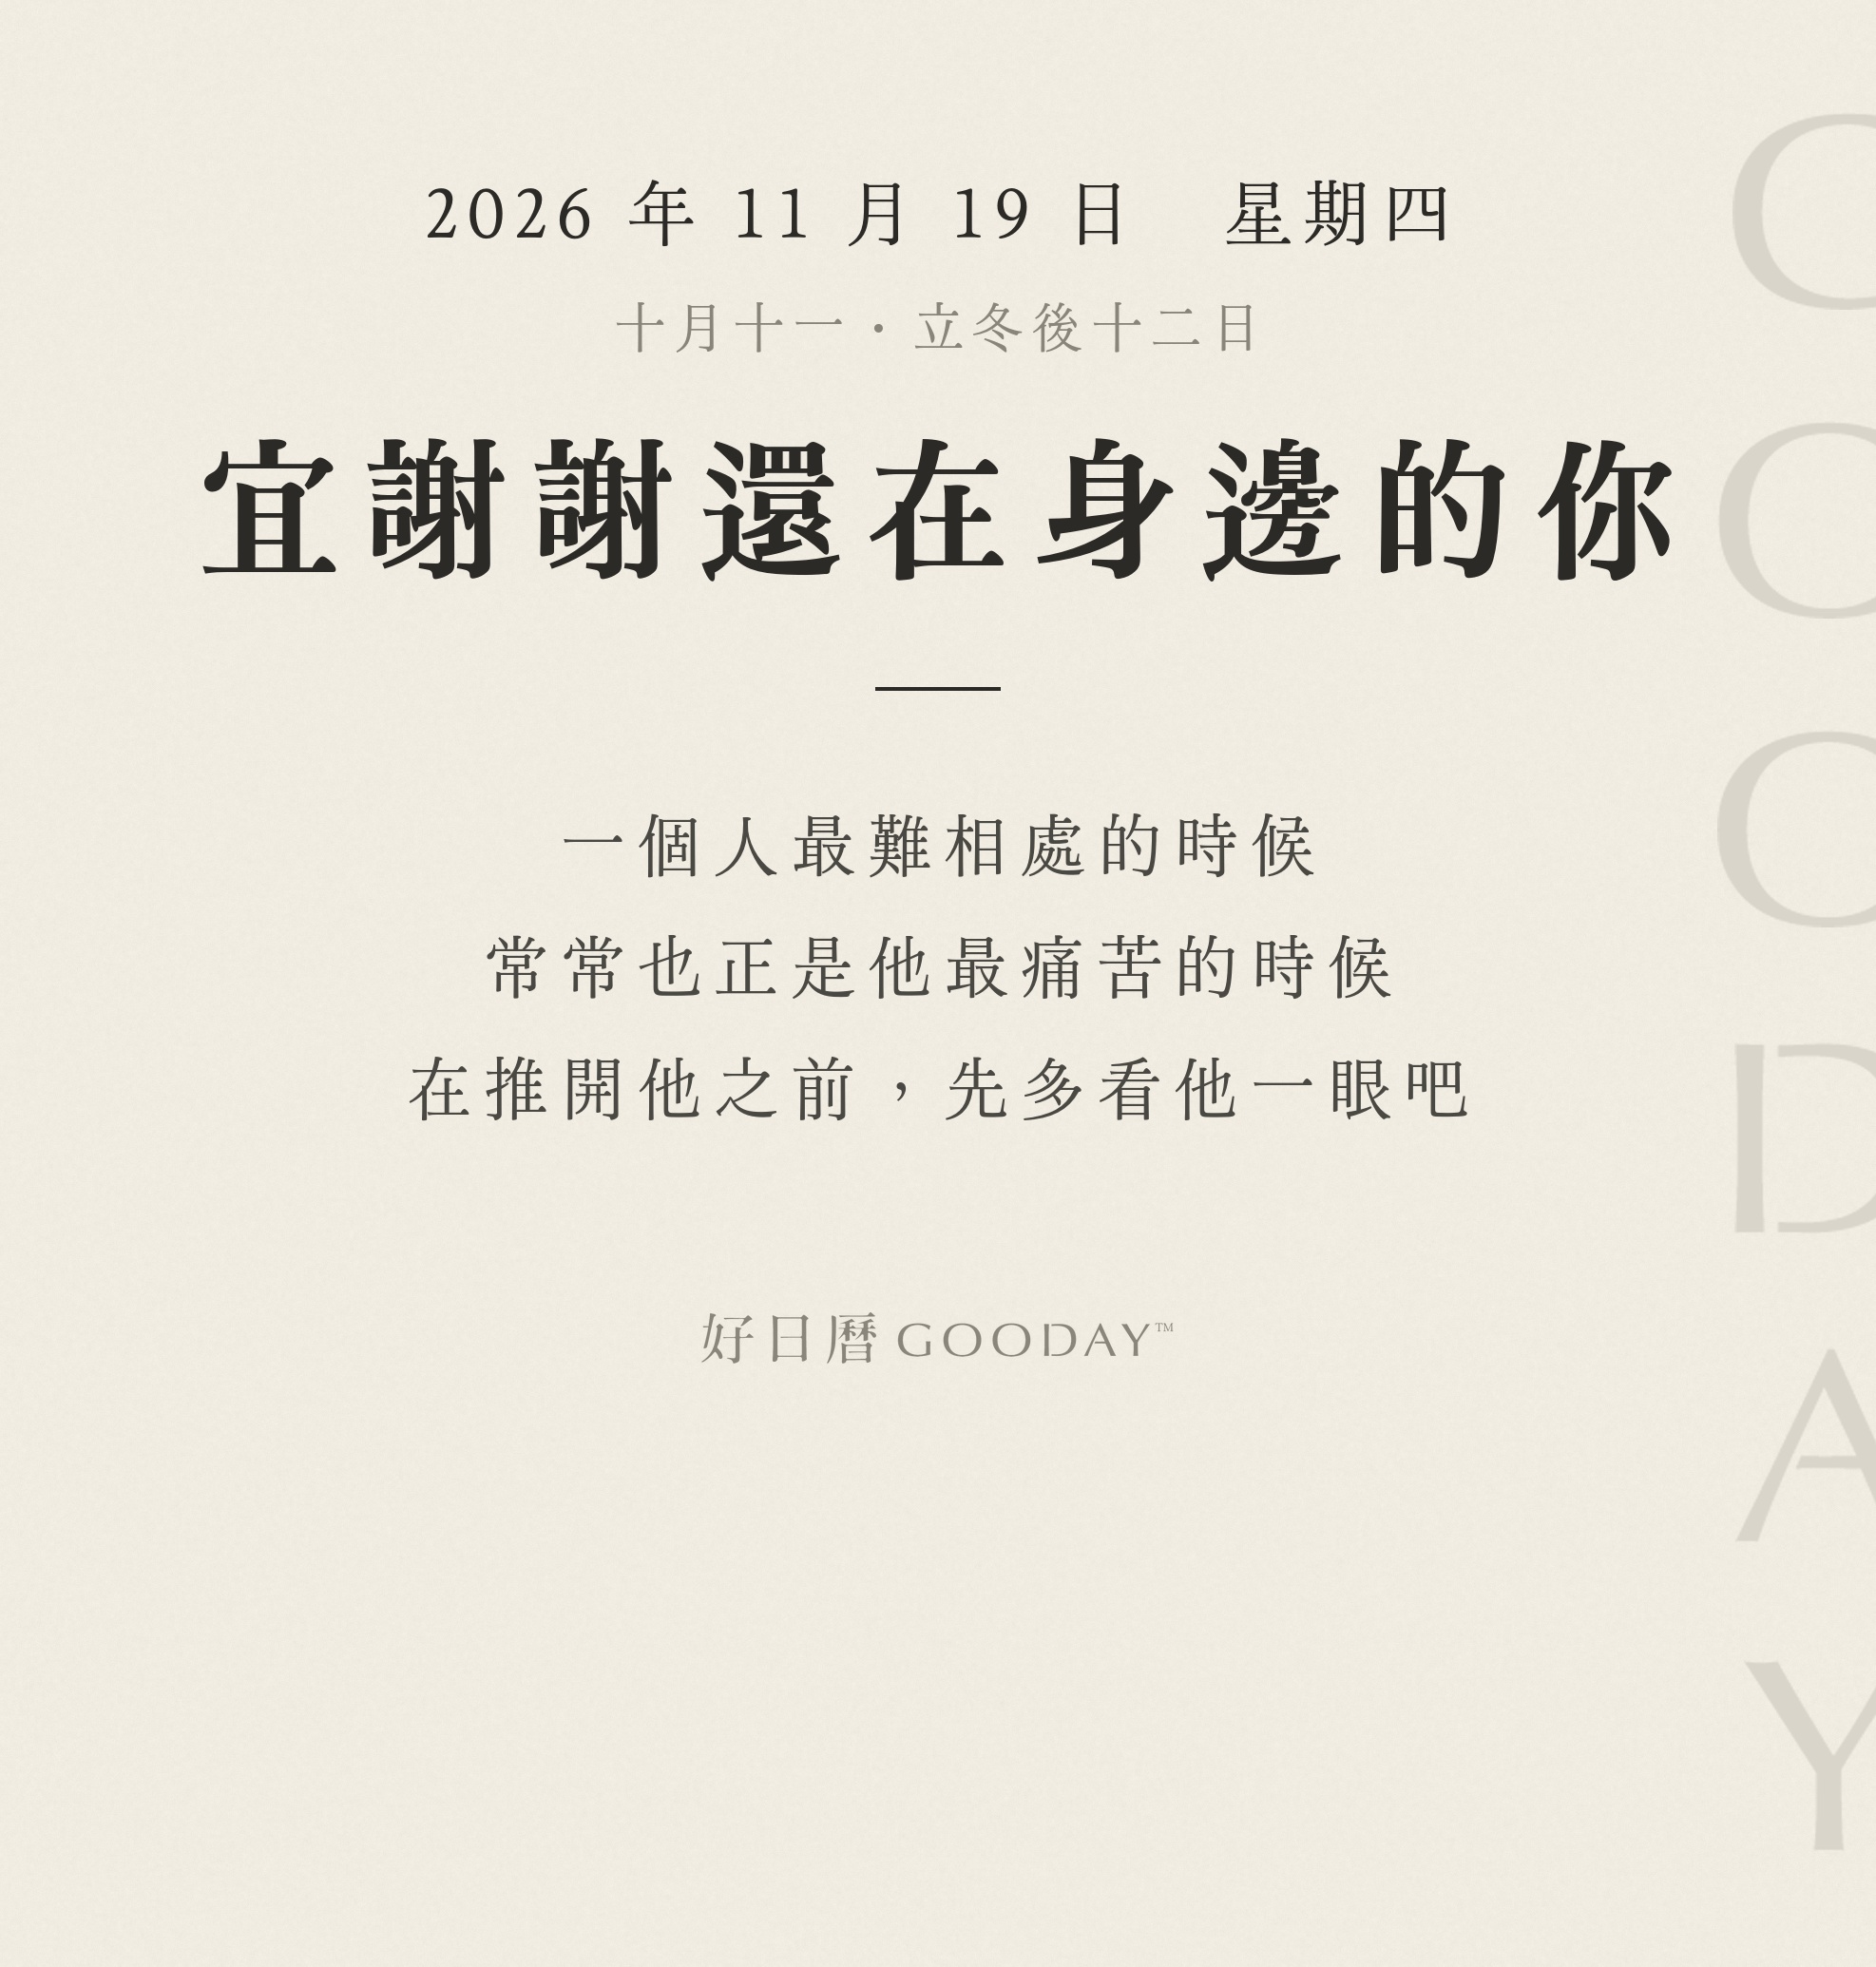 2026 年 11 月 19 日　星期四
十月十一・立冬後十二日
宜謝謝還在身邊的你
一個人最難相處的時候
常常也正是他最痛苦的時候
在推開他之前，先多看他一眼吧
好日曆 GOODAY™
GOODAY